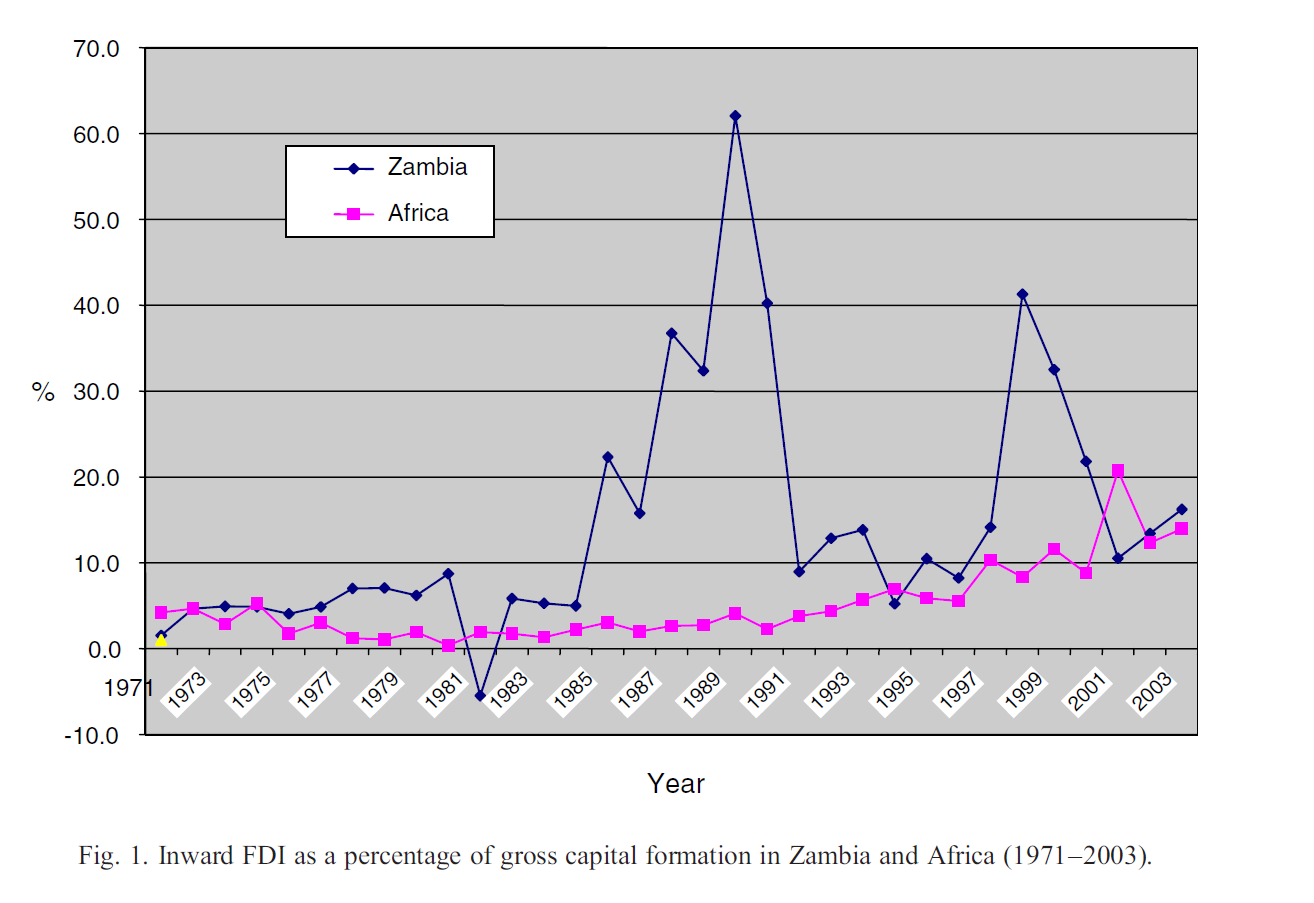 70.0
60.0
Zambia
Africa
50.0
40.0
%
30.0
20.0
10.0
0.0
1971 1973 1975 1977 1979 1981 1983 1985 1987 1989 1991 1993 1995 1997 1999 2001 2003
-10.0
Year
Fig. 1. Inward FDI as a percentage of gross capital formation in Zambia and Africa (1971–2003).